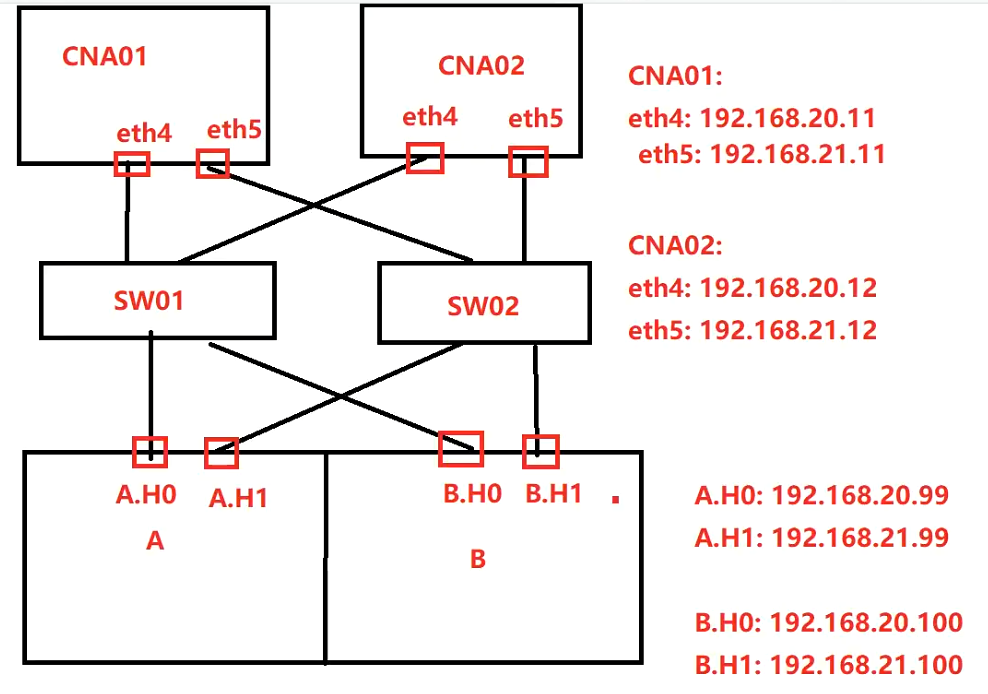 CNA01
CNA02
eth4
eth5
eth4
eth5
SW01
SW02
A.H0
A.H1
B.H0
B.H1
A
B
CNA01:
eth4: 192.168.20.11
eth5: 192.168.21.11
CNA02:
eth4: 192.168.20.12
eth5: 192.168.21.12
A.H0: 192.168.20.99
A.H1: 192.168.21.99
B.H0: 192.168.20.100
B.H1: 192.168.21.100